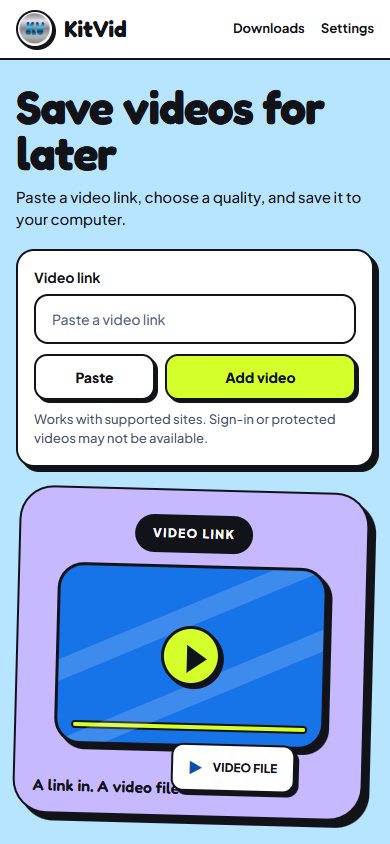 KitVid
Downloads
Settings
Save videos for
later
Paste a video link, choose a quality, and save it to
your computer.
Video link
Paste a video link
Paste
Add video
Works with supported sites. Sign-in or protected
videos may not be available.
VIDEO LINK
VIDEO FILE
A link in. A video file